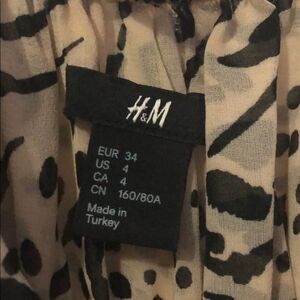 H&M
EUR 34
US 4
CA 4
CN 160/80A
Made in
Turkey